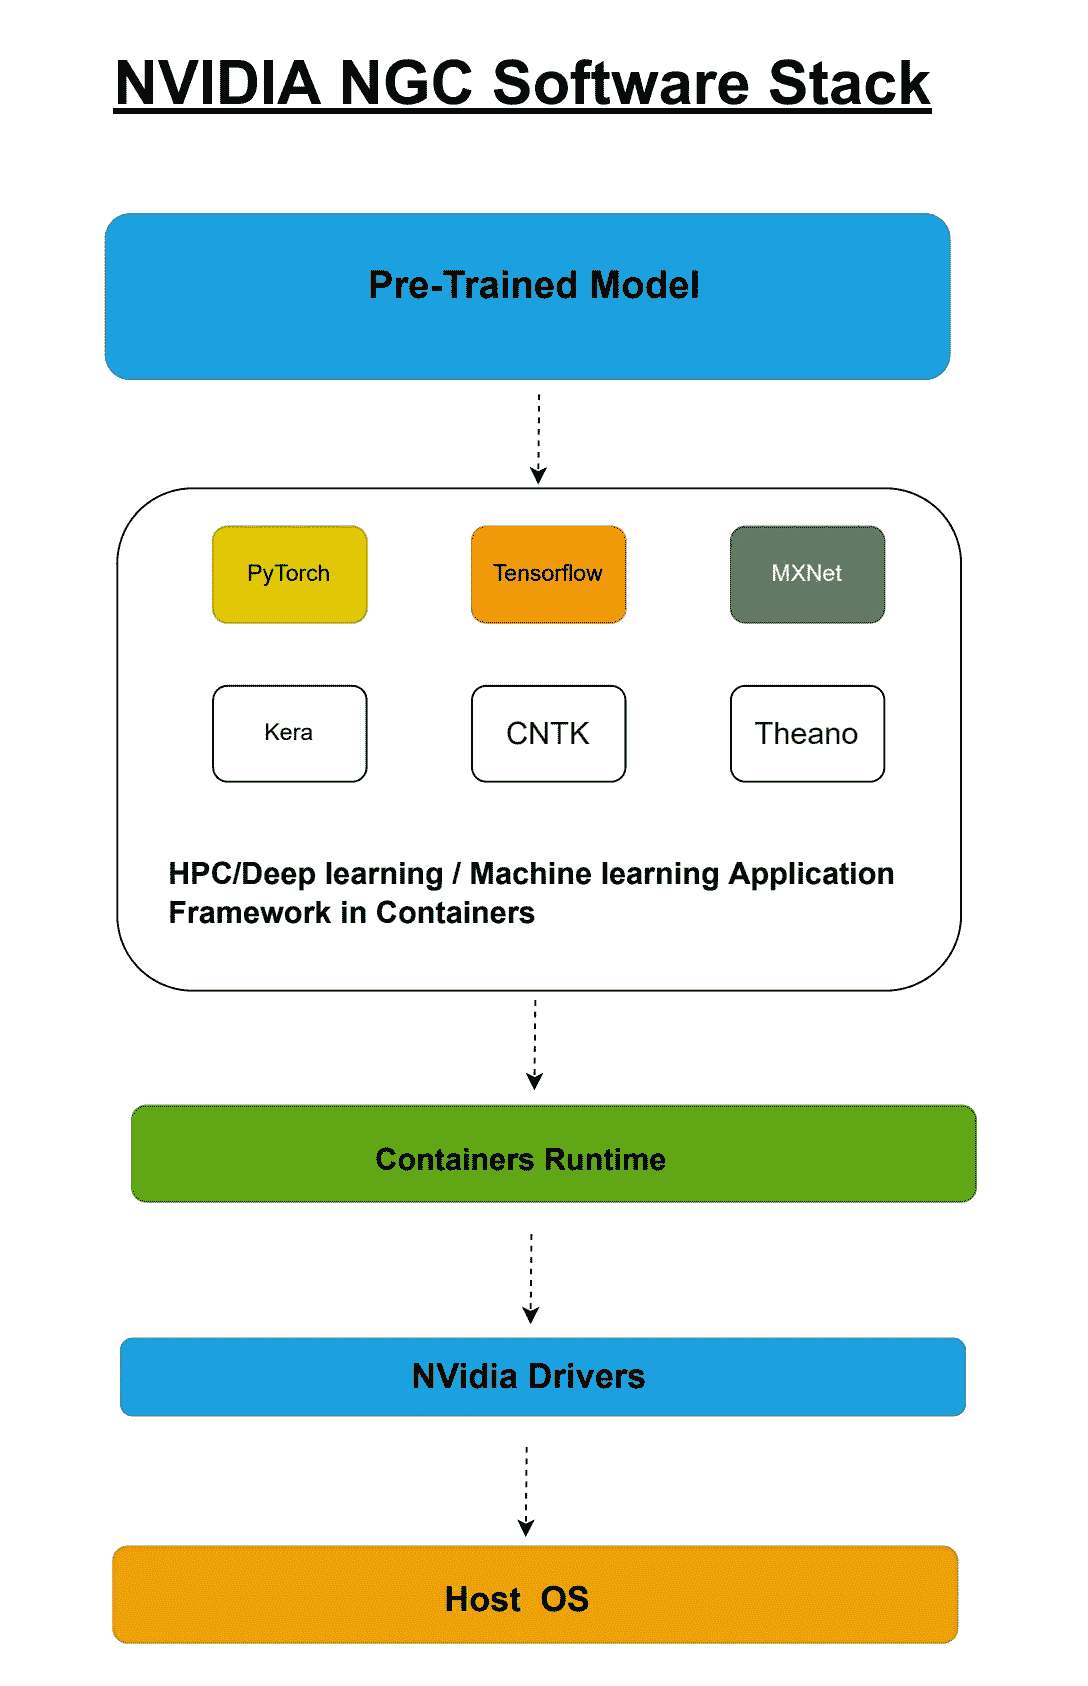 NVIDIA NGC Software Stack
Pre-Trained Model
PyTorch
Tensorflow
MXNet
Kera
CNTK
Theano
HPC/Deep learning / Machine learning Application
Framework in Containers
Containers Runtime
NVidia Drivers
Host OS